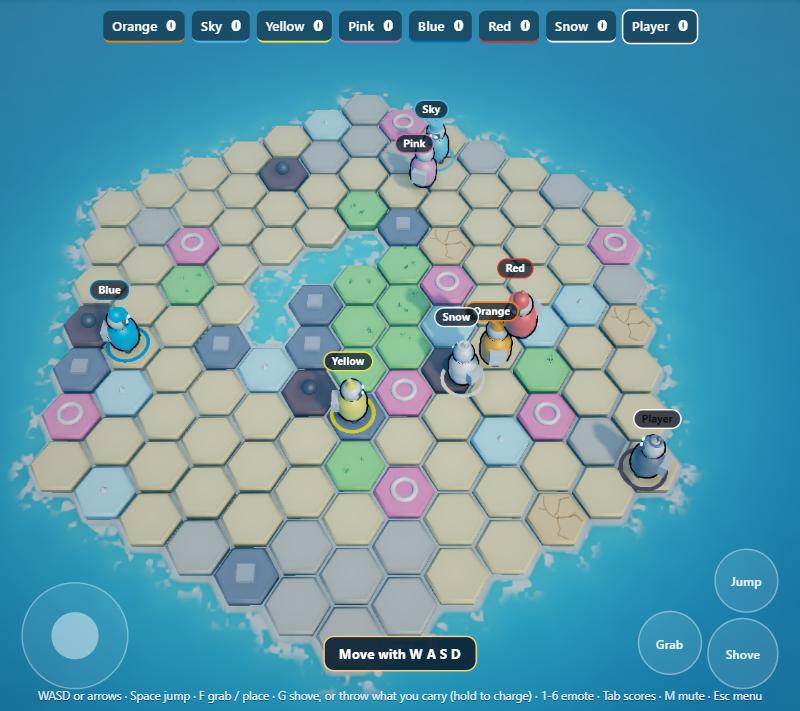 Orange 0 Sky 0 Yellow 0 Pink 0 Blue 0 Red 0 Snow 0 Player 0
Sky
Pink
Red
Blue
Orange
Snow
Yellow
Player
Jump
Grab
Shove
Move with W A S D
WASD or arrows · Space jump · F grab / place · G shove, or throw what you carry (hold to charge) · 1-6 emote · Tab scores · M mute · Esc menu